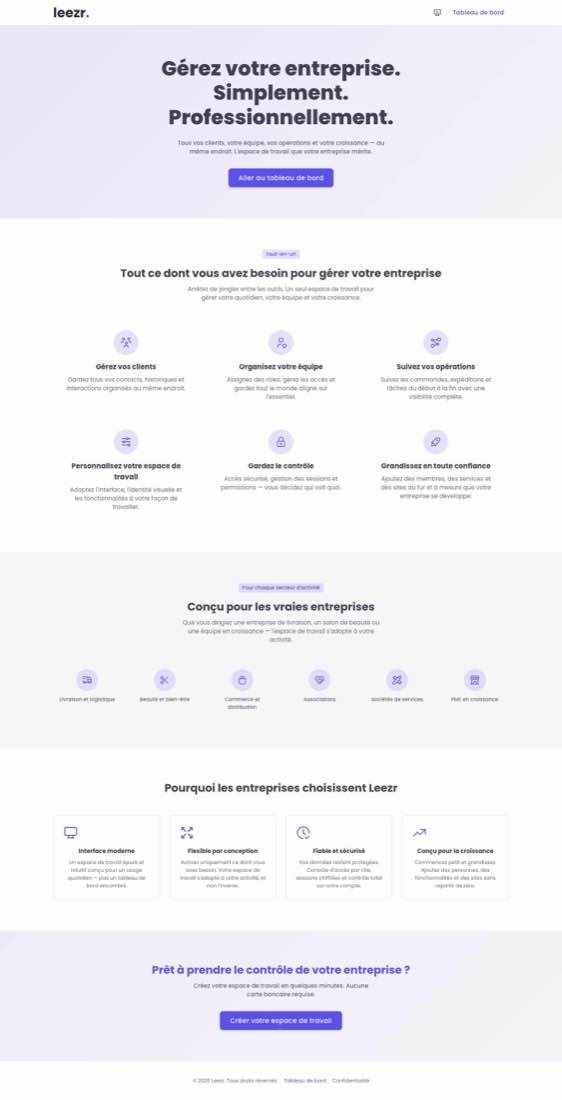 leezr.
Tableau de bord
Gérez votre entreprise.
Simplement.
Professionnellement.
Tous vos clients, votre équipe, vos opérations et votre croissance — au
même endroit. L'espace de travail que votre entreprise mérite.
Aller au tableau de bord
Tout-en-un
Tout ce dont vous avez besoin pour gérer votre entreprise
Arrêtez de jongler entre les outils. Un seul espace de travail pour
gérer votre quotidien, votre équipe et votre croissance.
Gérez vos clients
Gardez tous vos contacts, historiques et
interactions organisés au même endroit.
Organisez votre équipe
Assignez des rôles, gérez les accès et
gardez tout le monde aligné sur
l'essentiel.
Suivez vos opérations
Suivez les commandes, expéditions et
tâches du début à la fin avec une
visibilité complète.
Personnalisez votre espace de
travail
Adaptez l'interface, l'identité visuelle et
les fonctionnalités à votre façon de
travailler.
Gardez le contrôle
Accès sécurisé, gestion des sessions et
permissions — vous décidez qui voit quoi.
Grandissez en toute confiance
Ajoutez des membres, des services et
des sites au fur et à mesure que votre
entreprise se développe.
Pour chaque secteur d'activité
Conçu pour les vraies entreprises
Que vous dirigiez une entreprise de livraison, un salon de beauté ou
une équipe en croissance — l'espace de travail s'adapte à votre
activité.
Livraison et logistique
Beauté et bien-être
Commerce et
distribution
Associations
Sociétés de services
PME en croissance
Pourquoi les entreprises choisissent Leezr
Interface moderne
Un espace de travail épuré et
intuitif conçu pour un usage
quotidien — pas un tableau de
bord encombré.
Flexible par conception
Activez uniquement ce dont vous
avez besoin. Votre espace de
travail s'adapte à votre activité, et
non l'inverse.
Fiable et sécurisé
Vos données restent protégées.
Contrôle d'accès par rôle,
sessions chiffrées et contrôle total
sur votre compte.
Conçu pour la croissance
Commencez petit et grandissez.
Ajoutez des personnes, des
fonctionnalités et des sites sans
repartir de zéro.
Prêt à prendre le contrôle de votre entreprise ?
Créez votre espace de travail en quelques minutes. Aucune
carte bancaire requise.
Créer votre espace de travail
© 2026 Leezr. Tous droits réservés.
Tableau de bord
Confidentialité